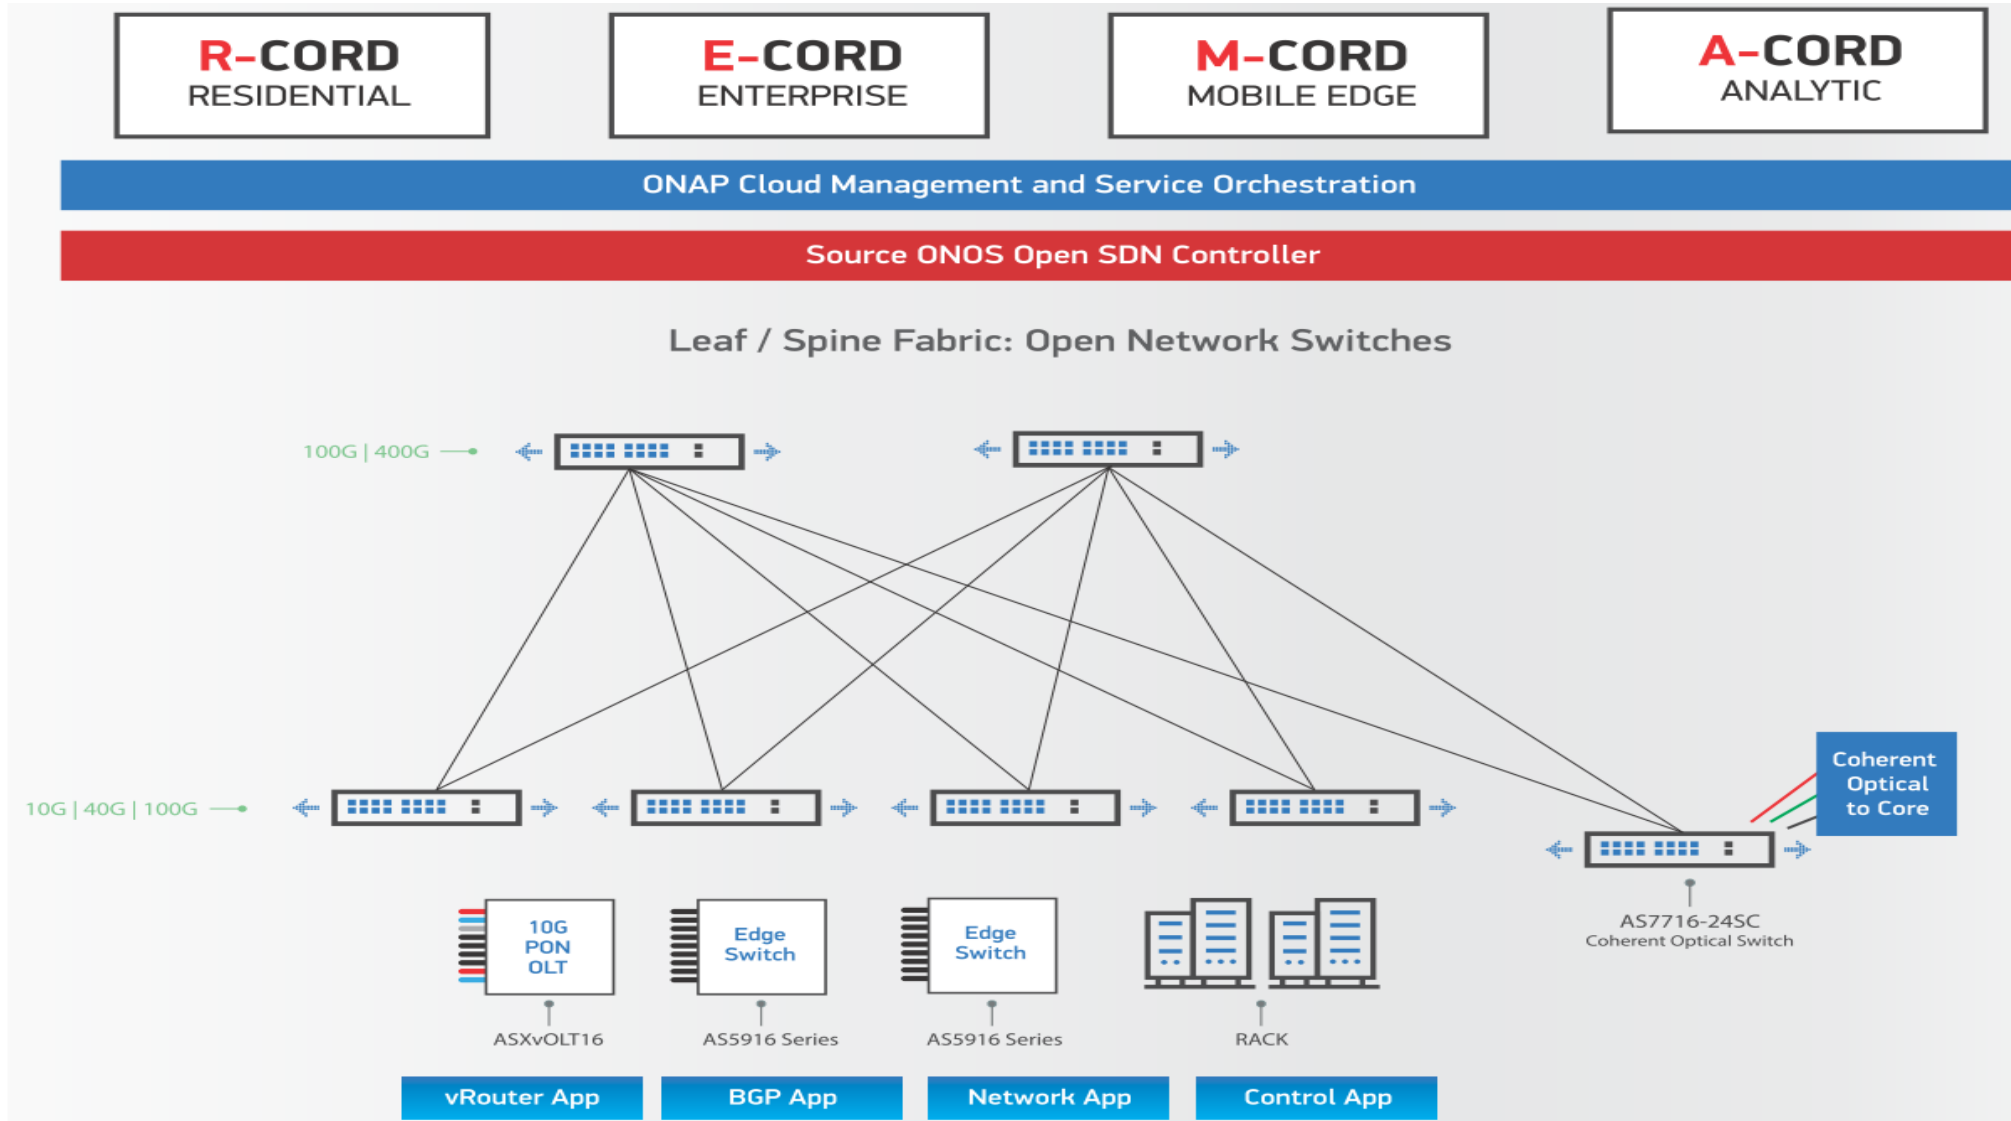 R-CORD
RESIDENTIAL
E-CORD
ENTERPRISE
M-CORD
MOBILE EDGE
A-CORD
ANALYTIC
ONAP Cloud Management and Service Orchestration
Source ONOS Open SDN Controller
Leaf / Spine Fabric: Open Network Switches
100G | 400G
10G | 40G | 100G
Coherent
Optical
to Core
AS7716-24SC
Coherent Optical Switch
10G
PON
OLT
Edge
Switch
Edge
Switch
ASXvOLT16
AS5916 Series
AS5916 Series
RACK
vRouter App
BGP App
Network App
Control App